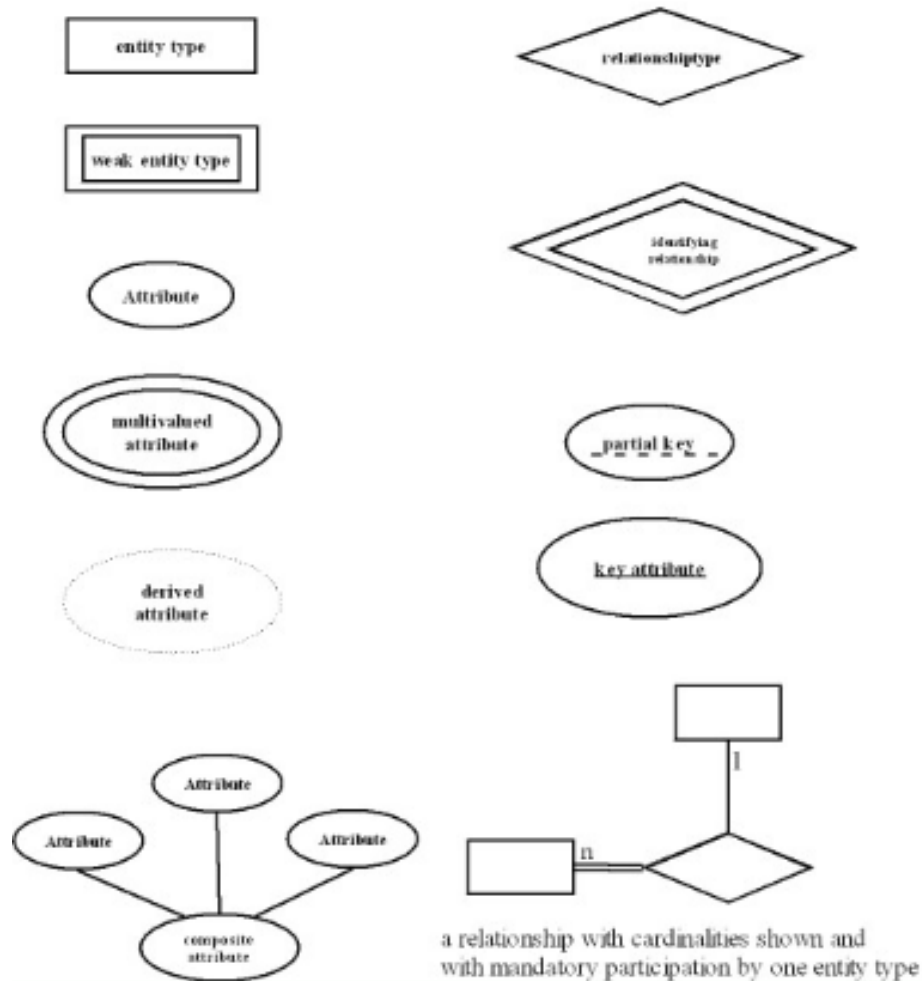 entity type
relationshiptype
weak entity type
identifying
relationship
Attribute
multivalued
attribute
partial key
key attribute
derived
attribute
Attribute
Attribute
Attribute
composite
attribute
1
n
a relationship with cardinalities shown and
with mandatory participation by one entity type